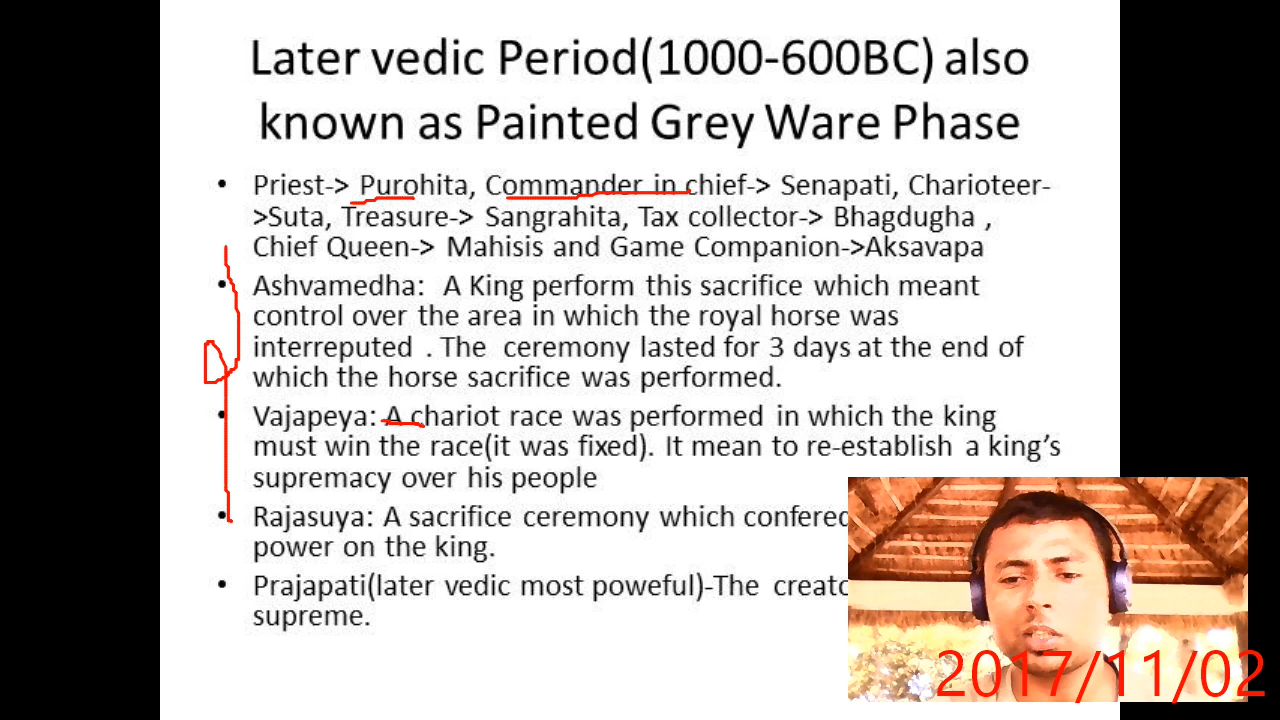 Later vedic Period(1000-600BC) also
known as Painted Grey Ware Phase
• Priest-> Purohita, Commander in chief-> Senapati, Charioteer-
>Suta, Treasure-> Sangrahita, Tax collector-> Bhagdugha ,
Chief Queen-> Mahisis and Game Companion->Aksavapa
• Ashvamedha: A King perform this sacrifice which meant
control over the area in which the royal horse was
interreputed . The ceremony lasted for 3 days at the end of
which the horse sacrifice was performed.
• Vajapeya: A chariot race was performed in which the king
must win the race(it was fixed). It mean to re-establish a king's
supremacy over his people
• Rajasuya: A sacrifice ceremony which confered
power on the king.
• Prajapati(later vedic most poweful)-The
supreme.
2017/11/02